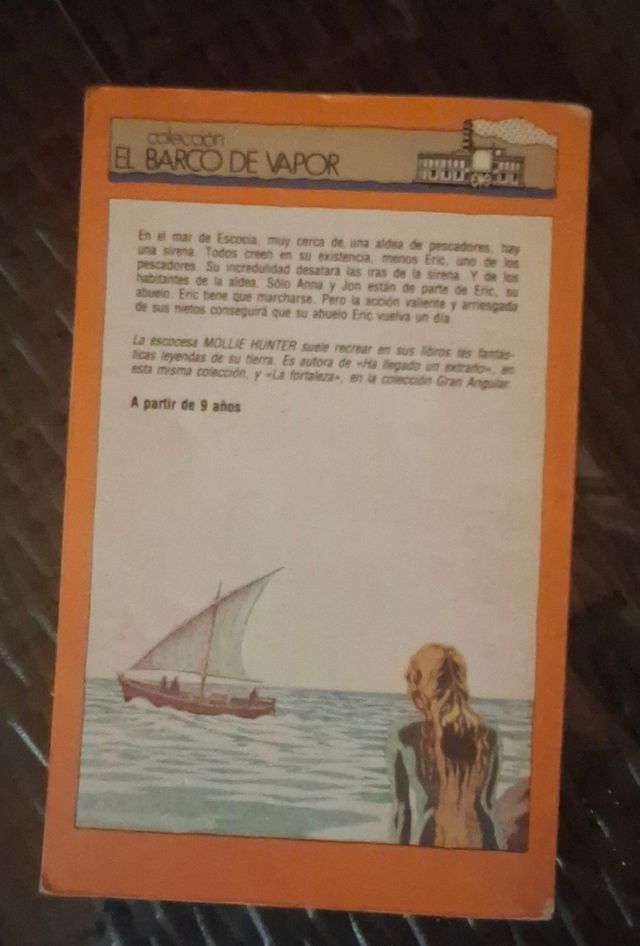 colección
EL BARCO DE VAPOR
En el mar de Escocia, muy cerca de una aldea de pescadores, hay
una sirena. Todos creen en su existencia, menos Eric, uno de los
pescadores. Su incredulidad desatará las iras de la sirena. Y de los
habitantes de la aldea. Sólo Anna y Jon están de parte de Eric, su
abuelo. Eric tiene que marcharse. Pero la acción valiente y arriesgada
de sus nietos conseguirá que su abuelo Eric vuelva un día.
La escocesa MOLLIE HUNTER suele recrear en sus libros las fantás-
ticas leyendas de su tierra. Es autora de «Ha llegado un extraño», en
esta misma colección, y «La fortaleza», en la colección Gran Angular.
A partir de 9 años